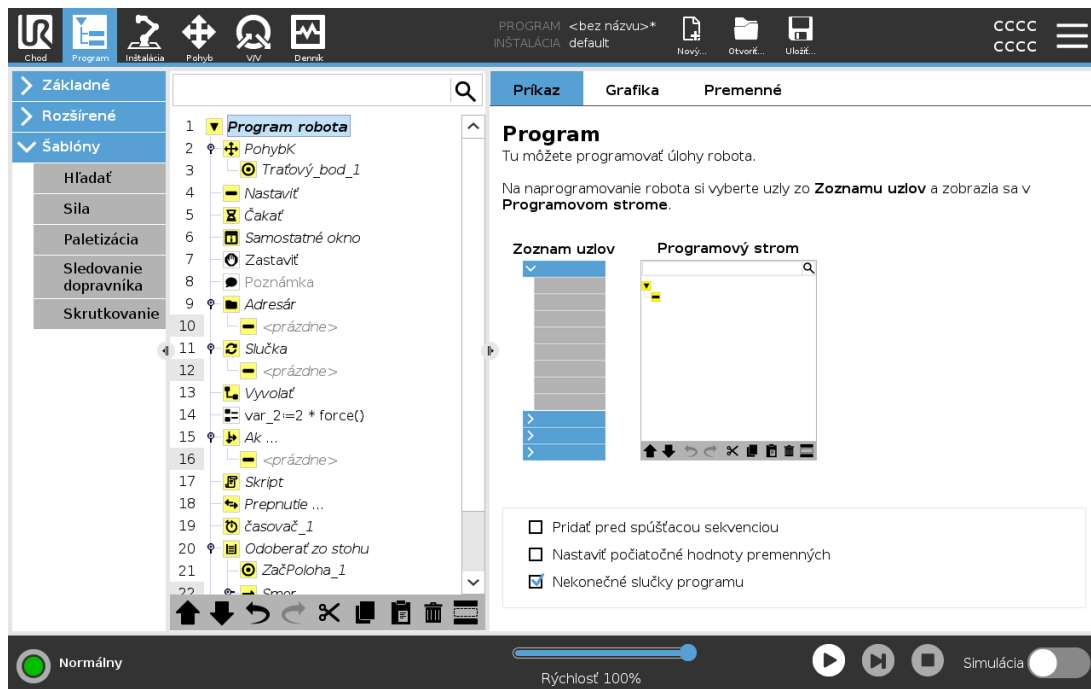 UR
Chod
Program
Inštalácia
Pohyb
V/V
Denník
PROGRAM <bez názvu>*
INŠTALÁCIA default
Nový...
Otvoriť...
Uložiť...
CCCC
CCCC
Základné
Rozšírené
Šablóny
Hľadať
Sila
Paletizácia
Sledovanie
dopravníka
Skrutkovanie
1 Program robota
2 PohybK
3 Traťový_bod_1
4 Nastaviť
5 Čakať
6 Samostatné okno
7 Zastaviť
8 Poznámka
9 Adresár
10 <prázdne>
11 Slučka
12 <prázdne>
13 Vyvolať
14 var_2:=2 * force()
15 Ak ...
16 <prázdne>
17 Skript
18 Prepnutie ...
19 časovač_1
20 Odoberať zo stohu
21 ZačPoloha_1
22 Smer
Príkaz
Grafika
Premenné
Program
Tu môžete programovať úlohy robota.
Na naprogramovanie robota si vyberte uzly zo Zoznamu uzlov a zobrazia sa v
Programovom strome.
Zoznam uzlov
Programový strom
Pridať pred spúšťacou sekvenciou
Nastaviť počiatočné hodnoty premenných
Nekonečné slučky programu
Normálny
Rýchlosť 100%
Simulácia